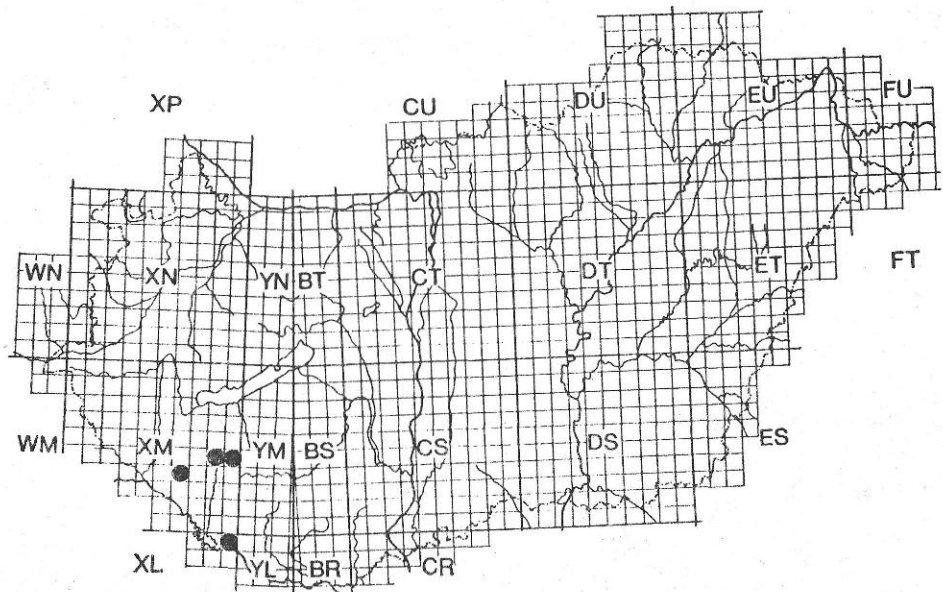 XP CU DU EU FU
WN XN YN BT CT DT ET FT
WM XM YM BS CS DS ES
XL YL BR CR